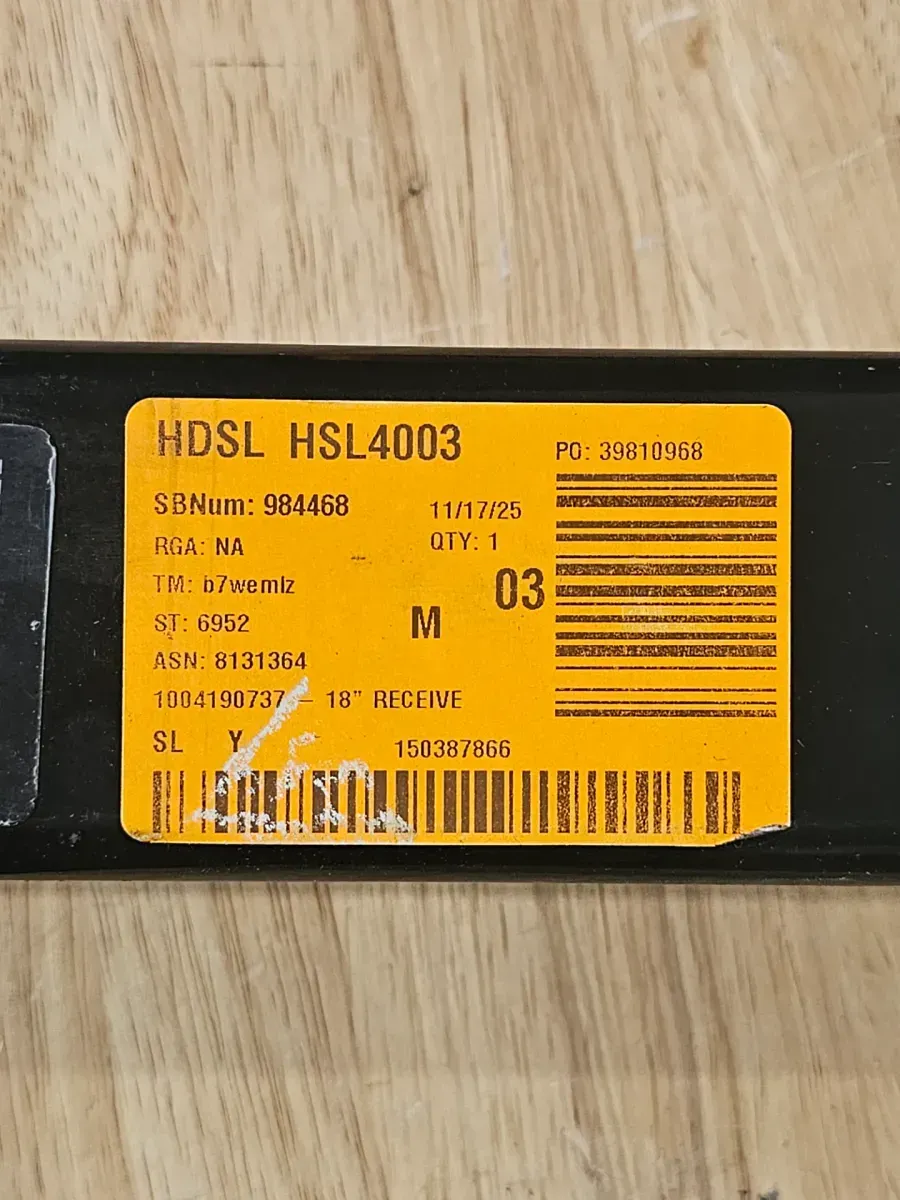 HDSL HSL4003
PO: 39810968
SBNum: 984468
11/17/25
RGA: NA
QTY: 1
TM: b7wemlz
03
ST: 6952
M
ASN: 8131364
1004190737 – 18” RECEIVE
SL Y
150387866